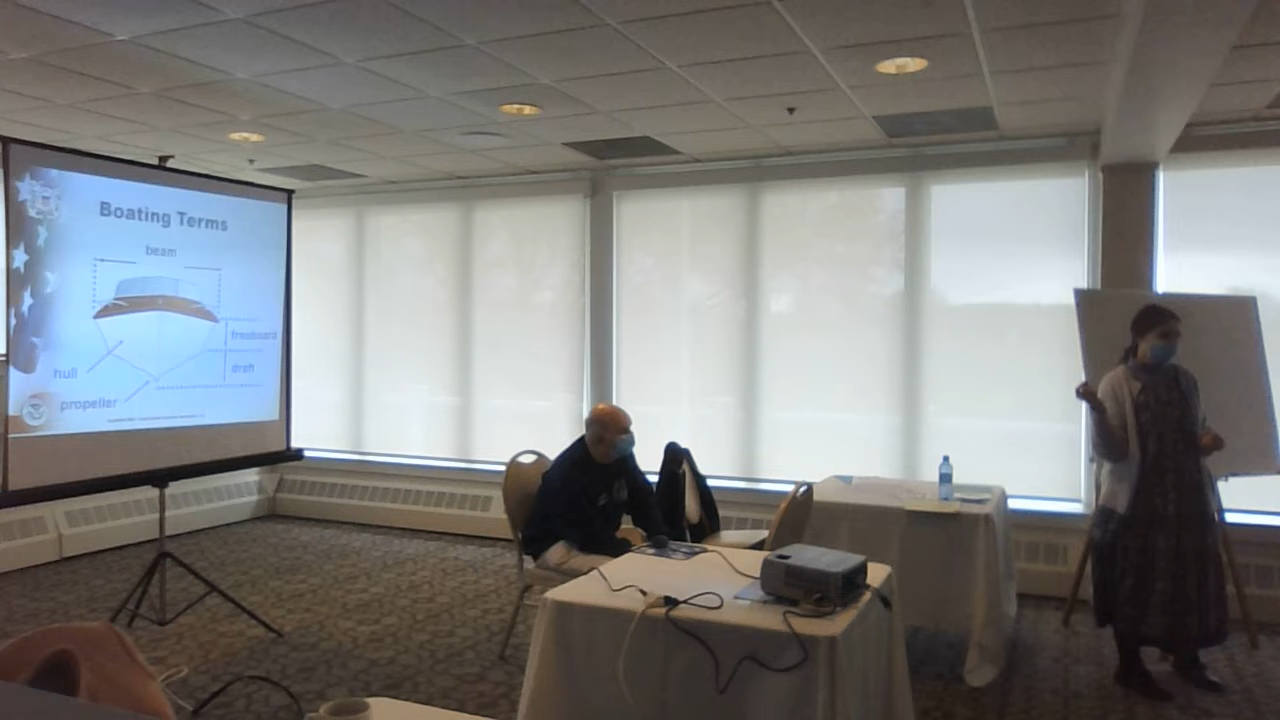 Boating Terms
beam
freeboard
hull
draft
propeller